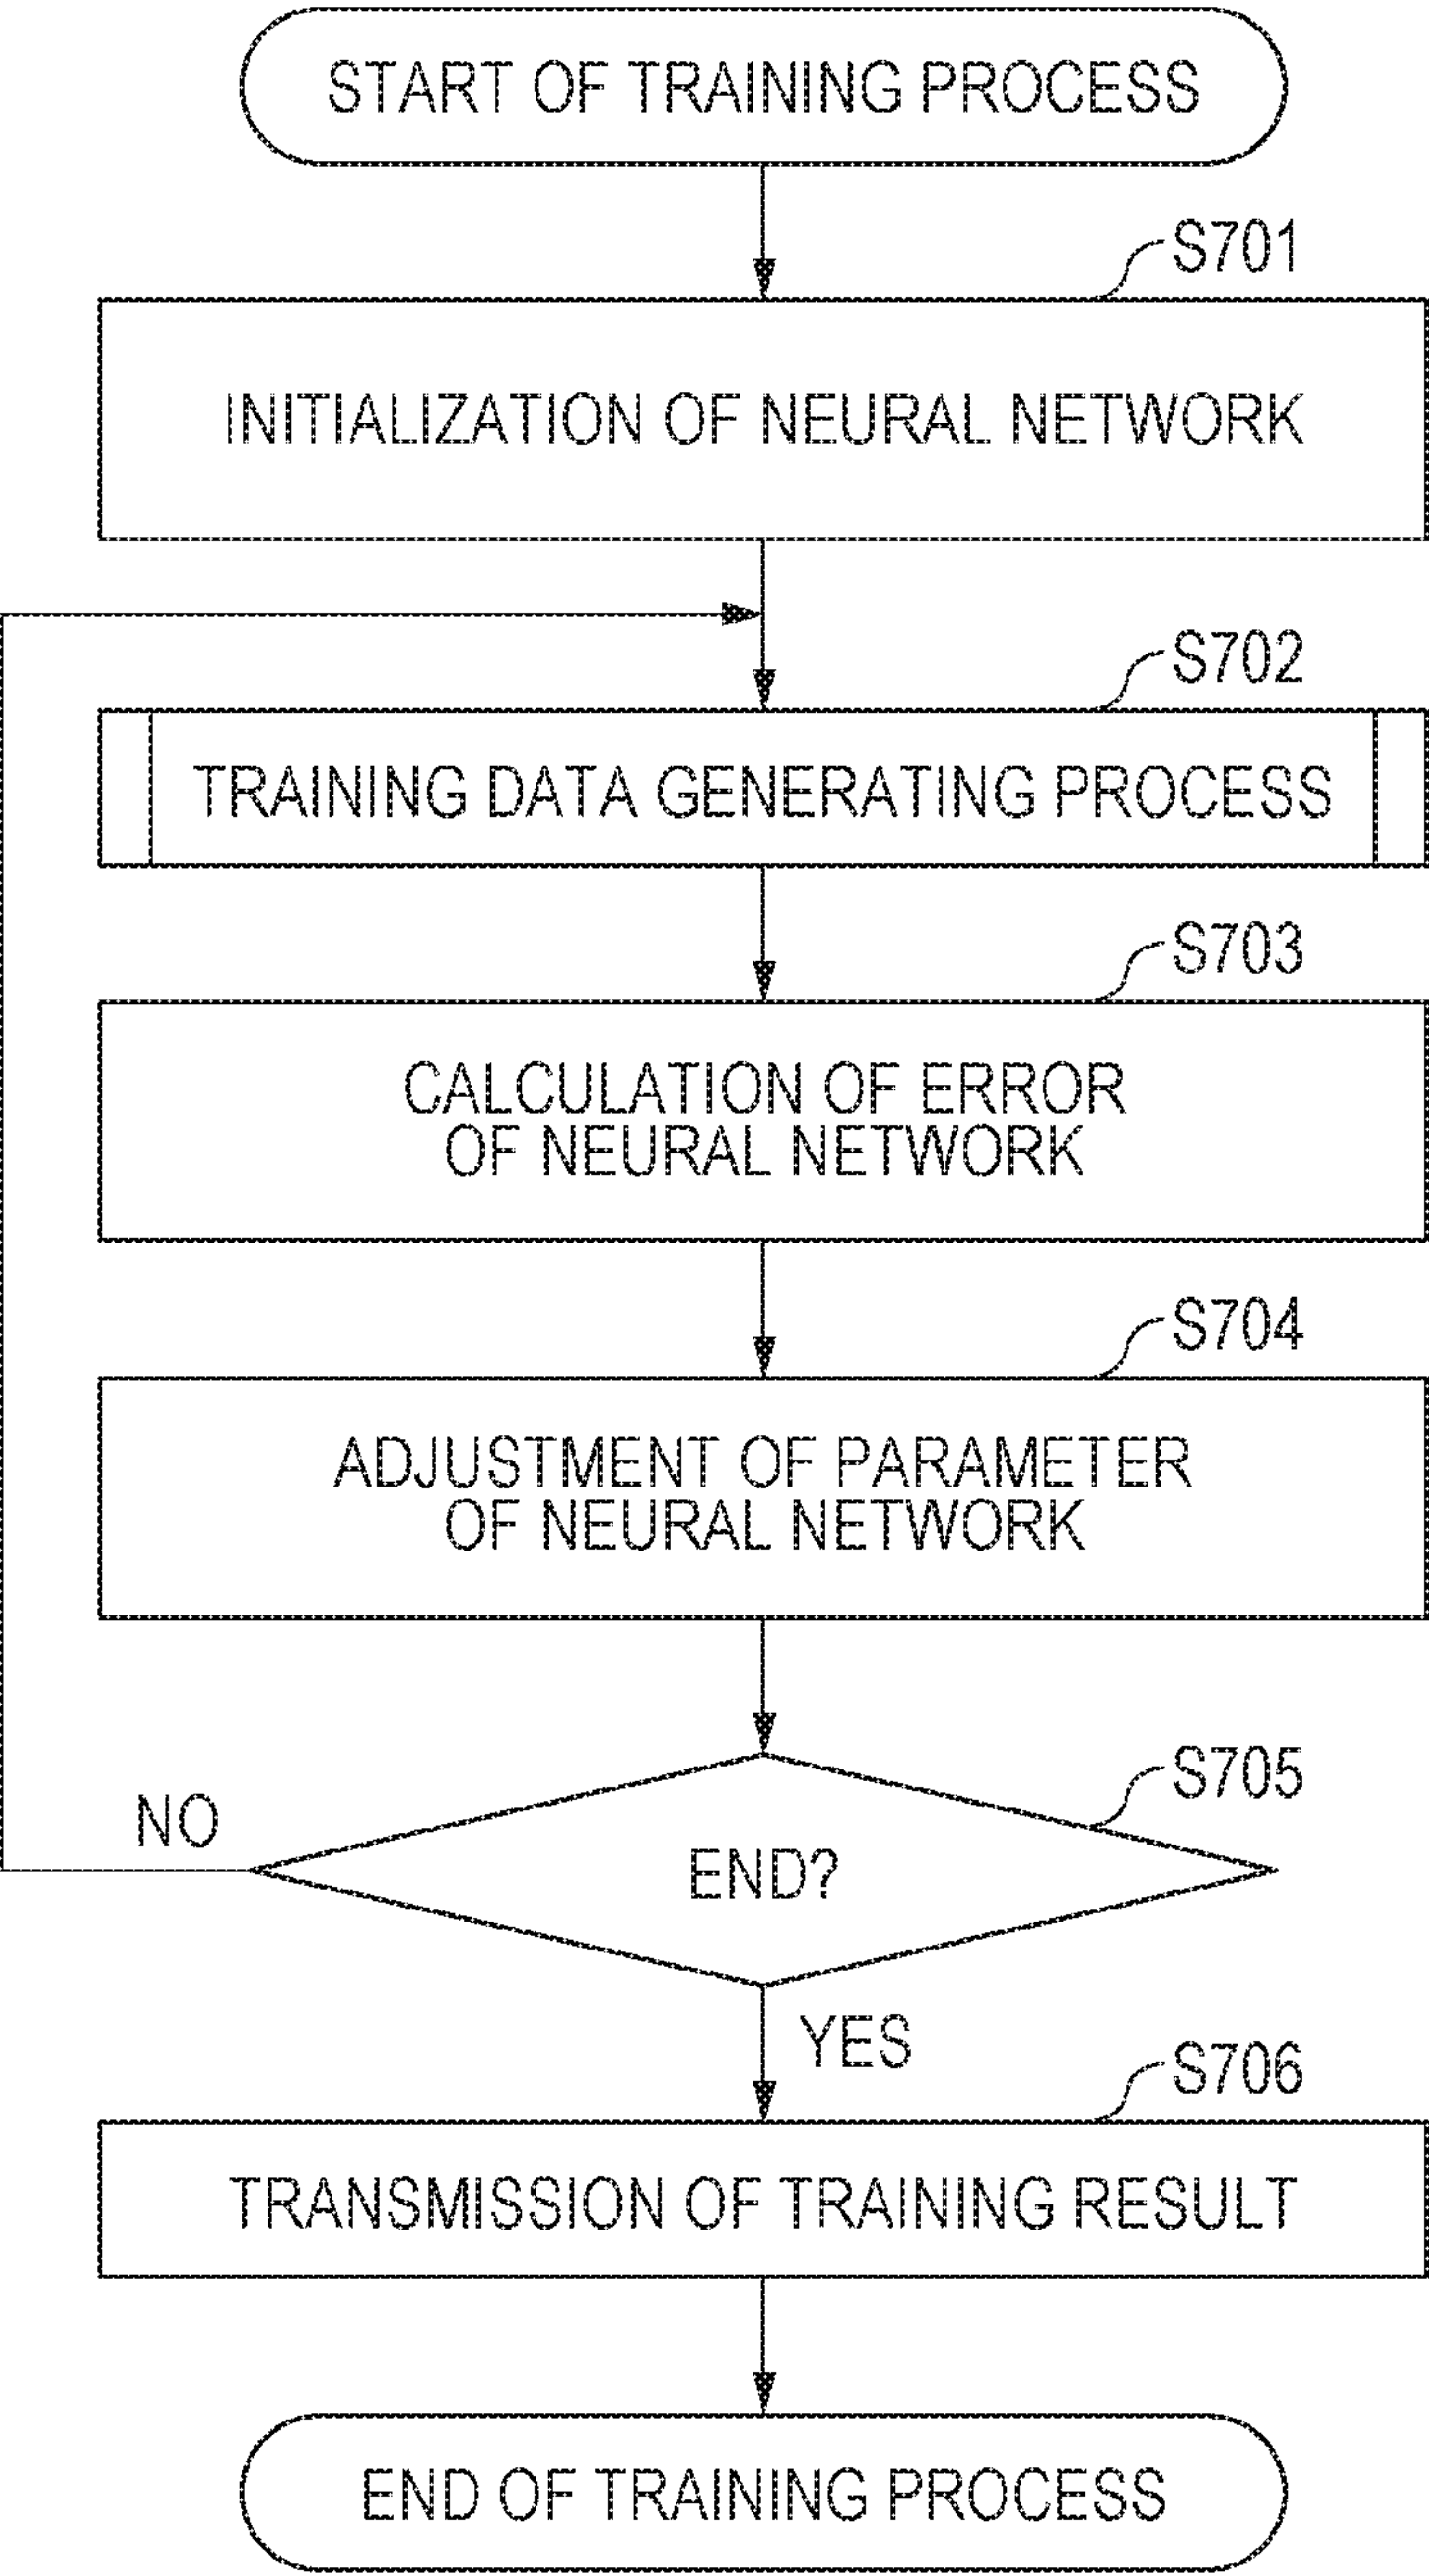 START OF TRAINING PROCESS
S701
INITIALIZATION OF NEURAL NETWORK
S702
TRAINING DATA GENERATING PROCESS
S703
CALCULATION OF ERROR
OF NEURAL NETWORK
S704
ADJUSTMENT OF PARAMETER
OF NEURAL NETWORK
S705
NO
END?
YES
S706
TRANSMISSION OF TRAINING RESULT
END OF TRAINING PROCESS